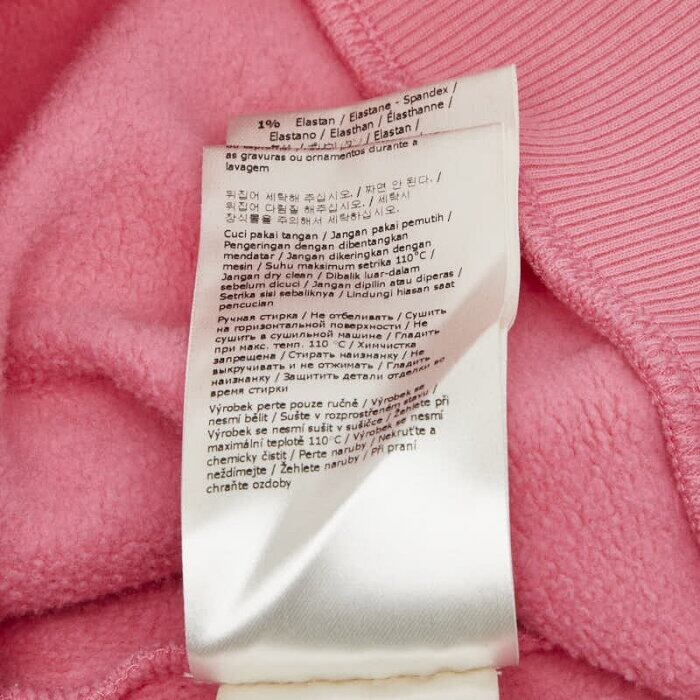 1% Elastan / Elastane - Spandex /
Elastano / Elasthan / Élasthanne /
/ Elastan /
as gravuras ou ornamentos durante a
lavagem
뒤집어 세탁해 주십시오. / 짜면 안 된다. /
뒤집어 다림질 해주십시오. / 세탁시
장식물을 주의해서 세탁하십시오.
Cuci pakai tangan / Jangan pakai pemutih /
Pengeringan dengan dibentangkan
mendatar / Jangan dikeringkan dengan
mesin / Suhu maksimum setrika 110°C /
Jangan dry clean / Dibalik luar-dalam
sebelum dicuci / Jangan dipilin atau diperas /
Setrika sisi sebaliknya / Lindungi hiasan saat
pencucian
Ручная стирка / Не отбеливать / Сушить
на горизонтальной поверхности / Не
сушить в сушильной машине / Гладить
при макс. темп. 110 °C / Химчистка
запрещена / Стирать наизнанку / Не
выкручивать и не отжимать / Гладить
наизнанку / Защитить детали отделки во
время стирки
Výrobek perte pouze ručně / Výrobek se
nesmí bělit / Sušte v rozprostřeném stavu /
Výrobek se nesmí sušit v sušičce / Žehlete při
maximální teplotě 110°C / Výrobek se nesmí
chemicky čistit / Perte naruby / Nekruťte a
neždímejte / Žehlete naruby / Při praní
chraňte ozdoby